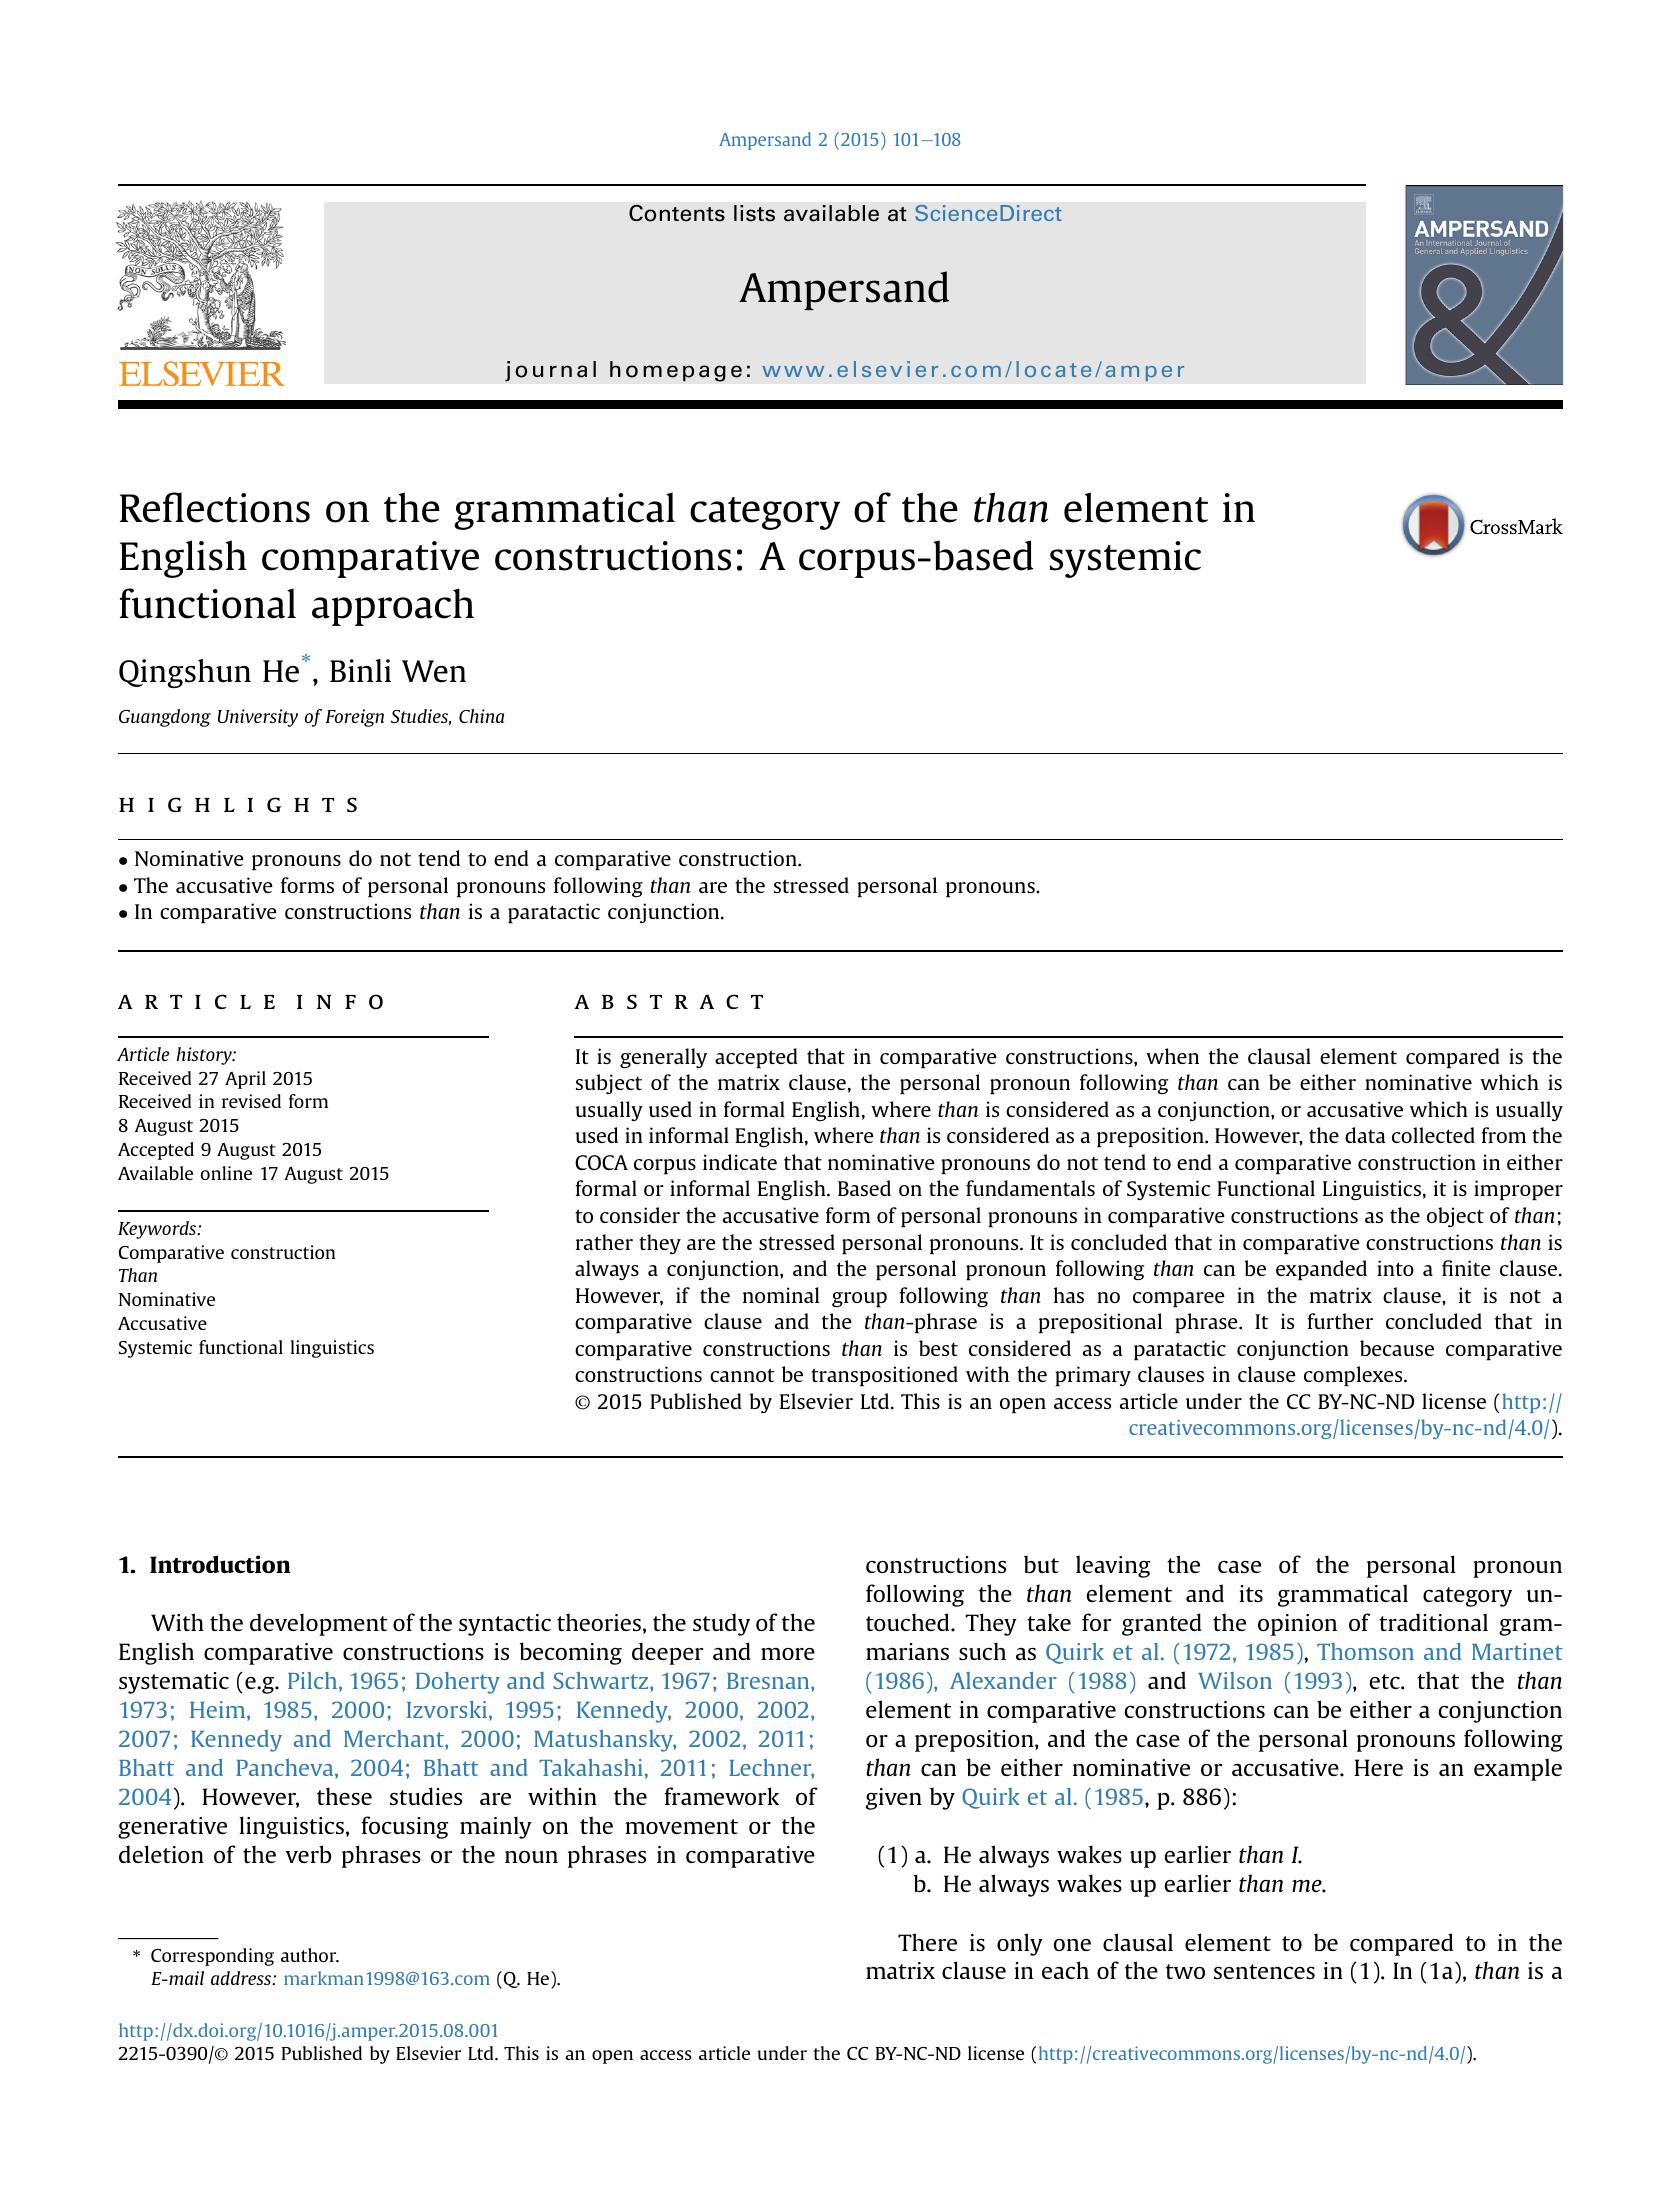 Ampersand 2 (2015) 101–108
Contents lists available at ScienceDirect
Ampersand
journal homepage: www.elsevier.com/locate/amper
NON SOLUS
ELSEVIER
AMPERSAND
An International Journal of
General and Applied Linguistics
&
Reflections on the grammatical category of the than element in
English comparative constructions: A corpus-based systemic
functional approach
CrossMark
Qingshun He*, Binli Wen
Guangdong University of Foreign Studies, China
HIGHLIGHTS
• Nominative pronouns do not tend to end a comparative construction.
• The accusative forms of personal pronouns following than are the stressed personal pronouns.
• In comparative constructions than is a paratactic conjunction.
ARTICLE INFO
Article history:
Received 27 April 2015
Received in revised form
8 August 2015
Accepted 9 August 2015
Available online 17 August 2015
Keywords:
Comparative construction
Than
Nominative
Accusative
Systemic functional linguistics
ABSTRACT
It is generally accepted that in comparative constructions, when the clausal element compared is the
subject of the matrix clause, the personal pronoun following than can be either nominative which is
usually used in formal English, where than is considered as a conjunction, or accusative which is usually
used in informal English, where than is considered as a preposition. However, the data collected from the
COCA corpus indicate that nominative pronouns do not tend to end a comparative construction in either
formal or informal English. Based on the fundamentals of Systemic Functional Linguistics, it is improper
to consider the accusative form of personal pronouns in comparative constructions as the object of than;
rather they are the stressed personal pronouns. It is concluded that in comparative constructions than is
always a conjunction, and the personal pronoun following than can be expanded into a finite clause.
However, if the nominal group following than has no comparee in the matrix clause, it is not a
comparative clause and the than-phrase is a prepositional phrase. It is further concluded that in
comparative constructions than is best considered as a paratactic conjunction because comparative
constructions cannot be transpositioned with the primary clauses in clause complexes.
© 2015 Published by Elsevier Ltd. This is an open access article under the CC BY-NC-ND license (http://
creativecommons.org/licenses/by-nc-nd/4.0/).
1. Introduction
With the development of the syntactic theories, the study of the
English comparative constructions is becoming deeper and more
systematic (e.g. Pilch, 1965; Doherty and Schwartz, 1967; Bresnan,
1973; Heim, 1985, 2000; Izvorski, 1995; Kennedy, 2000, 2002,
2007; Kennedy and Merchant, 2000; Matushansky, 2002, 2011;
Bhatt and Pancheva, 2004; Bhatt and Takahashi, 2011; Lechner,
2004). However, these studies are within the framework of
generative linguistics, focusing mainly on the movement or the
deletion of the verb phrases or the noun phrases in comparative
constructions but leaving the case of the personal pronoun
following the than element and its grammatical category un-
touched. They take for granted the opinion of traditional gram-
marians such as Quirk et al. (1972, 1985), Thomson and Martinet
(1986), Alexander (1988) and Wilson (1993), etc. that the than
element in comparative constructions can be either a conjunction
or a preposition, and the case of the personal pronouns following
than can be either nominative or accusative. Here is an example
given by Quirk et al. (1985, p. 886):
(1) a. He always wakes up earlier than I.
b. He always wakes up earlier than me.
There is only one clausal element to be compared to in the
matrix clause in each of the two sentences in (1). In (1a), than is a
* Corresponding author.
E-mail address: markman1998@163.com (Q. He).
http://dx.doi.org/10.1016/j.amper.2015.08.001
2215-0390/© 2015 Published by Elsevier Ltd. This is an open access article under the CC BY-NC-ND license (http://creativecommons.org/licenses/by-nc-nd/4.0/).